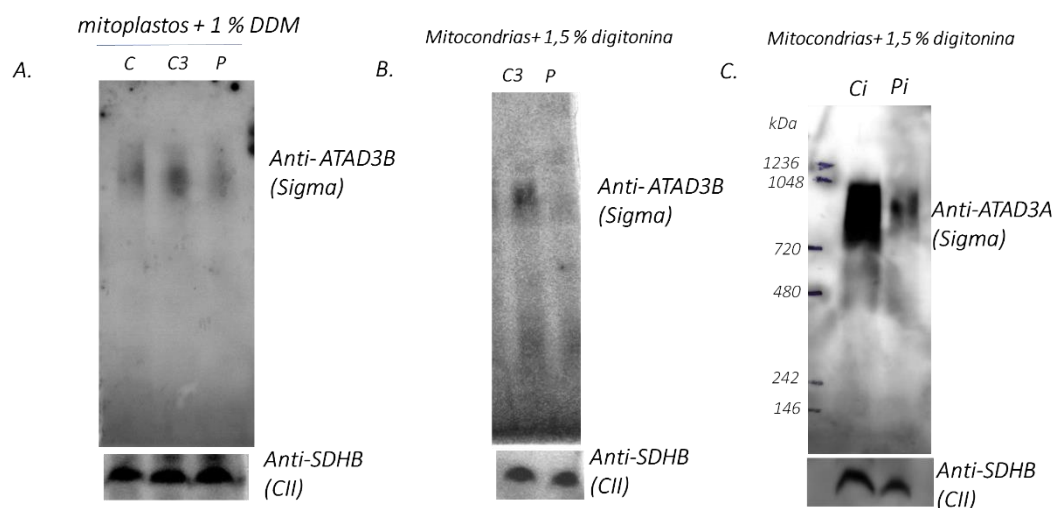 mitoplastos + 1 % DDM
A.
C C3 P
Anti-ATAD3B
(Sigma)
Anti-SDHB
(CII)
Mitocondrias+ 1,5 % digitonina
B.
C3 P
Anti-ATAD3B
(Sigma)
Anti-SDHB
(CII)
Mitocondrias+ 1,5 % digitonina
C.
Ci Pi
kDa
1236
1048
720
480
242
146
Anti-ATAD3A
(Sigma)
Anti-SDHB
(CII)